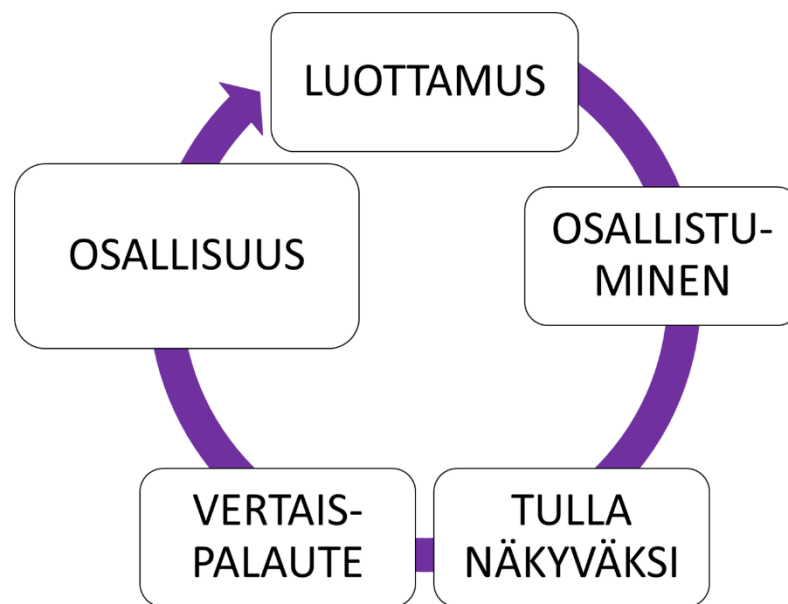 LUOTTAMUS
OSALLISTU-
MINEN
TULLA
NÄKYVÄKSI
VERTAIS-
PALAUTE
OSALLISUUS